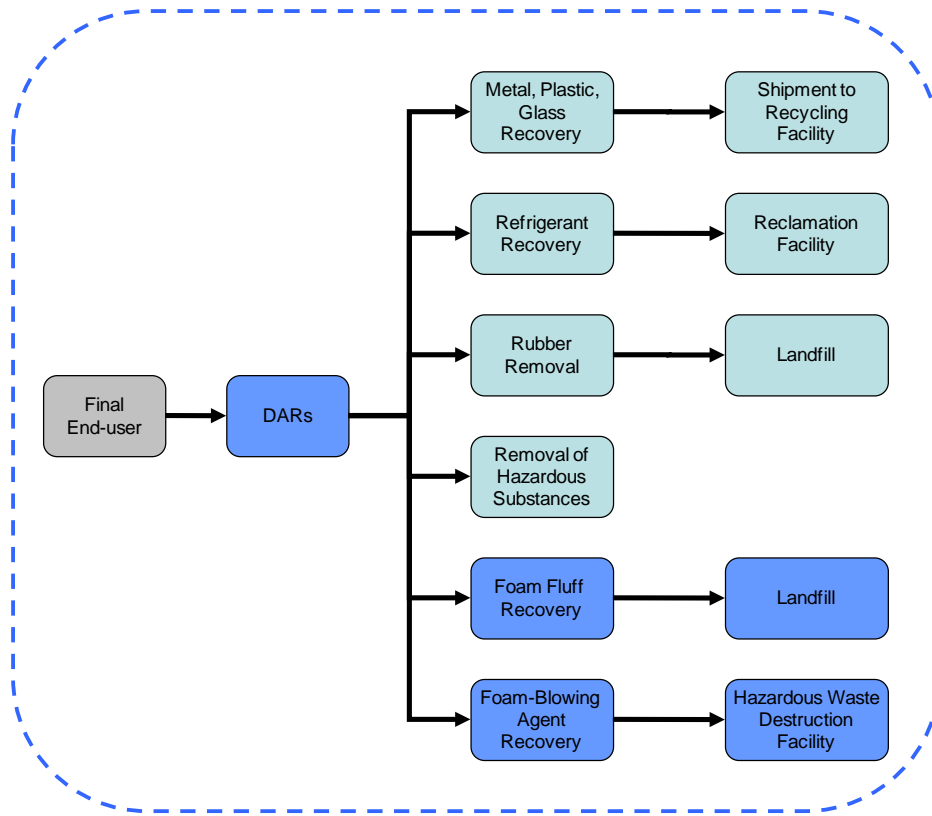 Metal, Plastic,
Glass
Recovery
Shipment to
Recycling
Facility
Refrigerant
Recovery
Reclamation
Facility
Rubber
Removal
Landfill
Final
End-user
DARs
Removal of
Hazardous
Substances
Foam Fluff
Recovery
Landfill
Foam-Blowing
Agent
Recovery
Hazardous Waste
Destruction
Facility